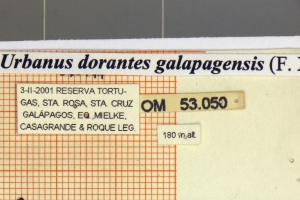 Urbanus dorantes galapagensis (F. X
3-II-2001 RESERVA TORTU-
GAS, STA. ROSA, STA. CRUZ
GALÁPAGOS, EQ, MIELKE,
CASAGRANDE & ROQUE LEG.
OM 53.050
180 m alt.